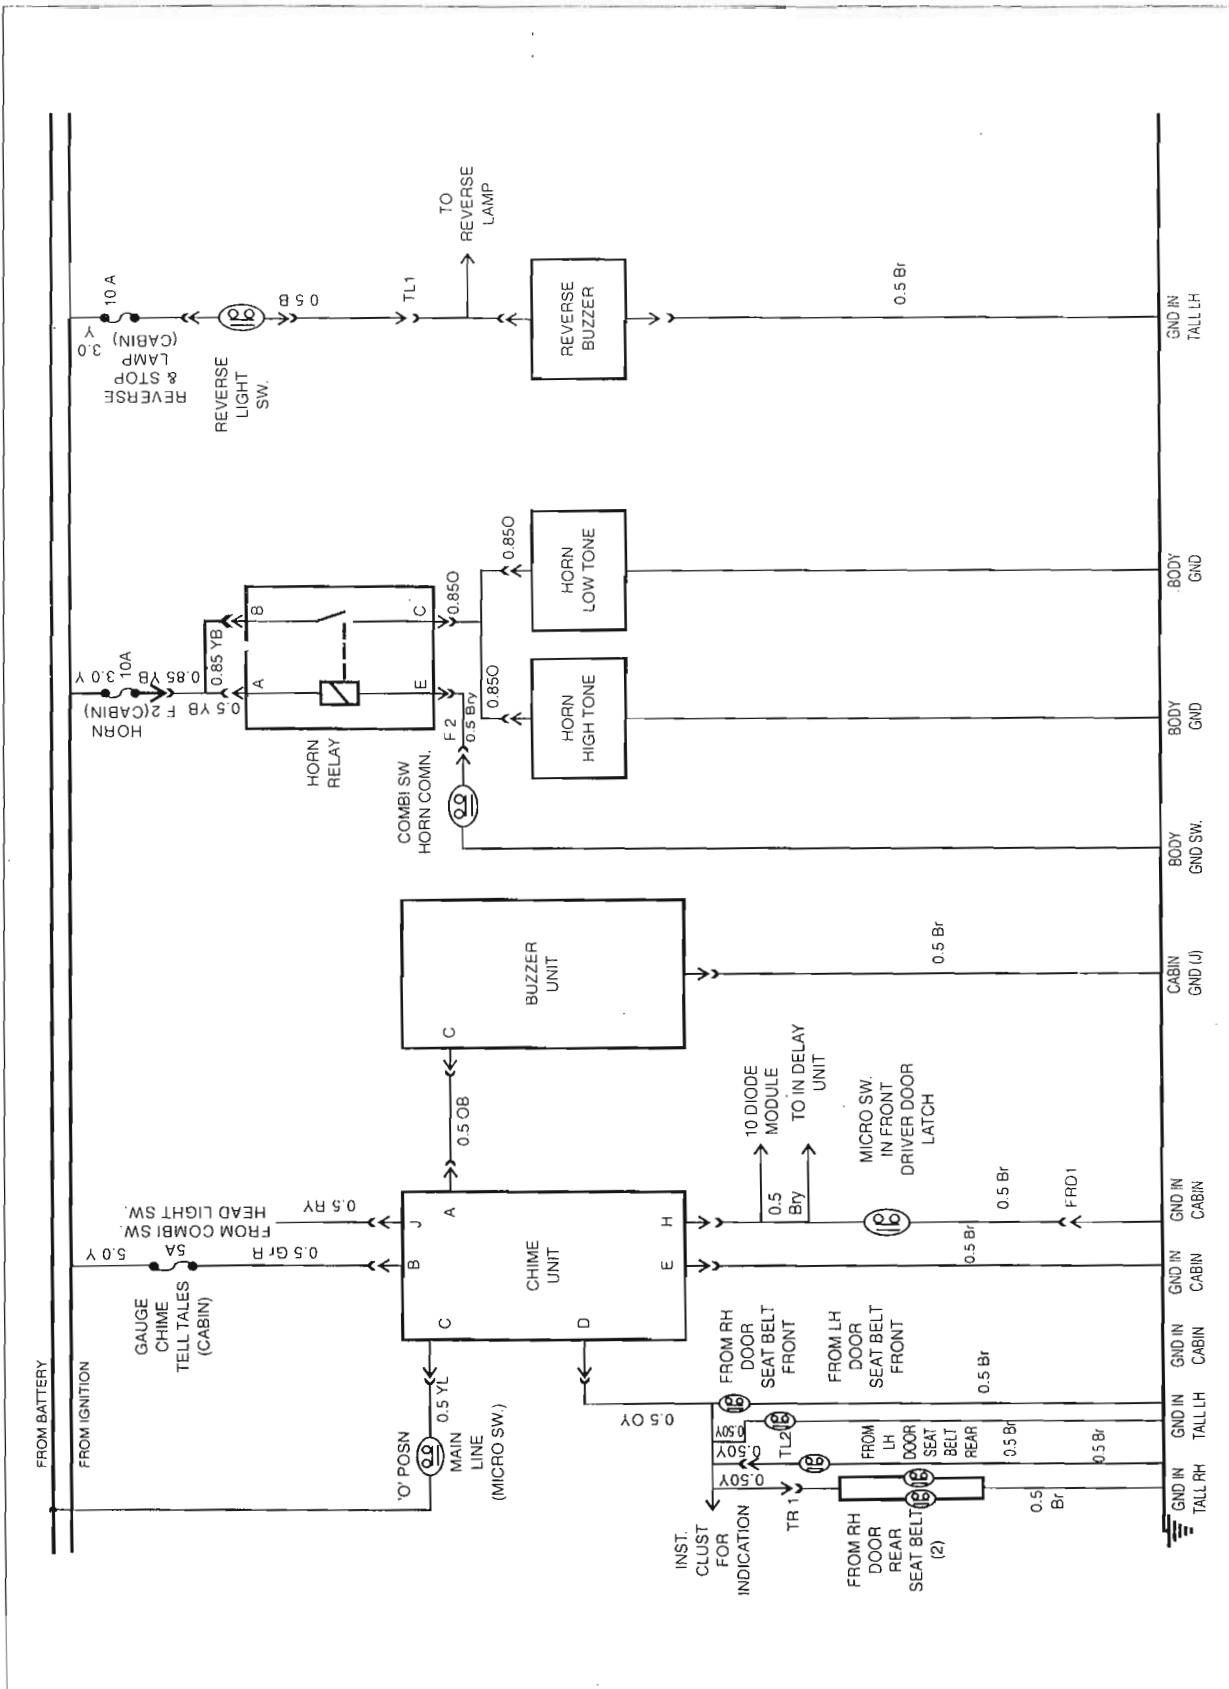 FROM BATTERY
FROM IGNITION
GAUGE
CHIME
TELL TALES
(CABIN)
5.0 Y
5A
0.5 GrR
FROM COMBI SW.
HEAD LIGHT SW.
0.5 RY
'O' POSN
0.5 YL
MAIN
LINE
(MICRO SW.)
C
B
J
A
D
E
H
CHIME
UNIT
0.5 OB
C
BUZZER
UNIT
0.5 Br
0.5 OY
INST.
CLUST
FOR
INDICATION
0.5OY
0.5OY
0.5OY
TR 1
TL2
FROM RH
DOOR
SEAT BELT
FRONT
FROM LH
DOOR
SEAT BELT
FRONT
FROM
LH
DOOR
SEAT
BELT
REAR
FROM RH
DOOR
REAR
SEAT BELT
(2)
0.5
Br
0.5 Br
0.5 Br
0.5 Br
0.5 Br
10 DIODE
MODULE
TO IN DELAY
UNIT
0.5
Bry
MICRO SW.
IN FRONT
DRIVER DOOR
LATCH
0.5 Br
FRD1
HORN
(CABIN)
3.0 Y
10A
F 2
0.85 YB
0.5 YB
0.85 YB
HORN
RELAY
A
B
E
C
F 2
0.5 Bry
0.85O
0.85O
0.85O
COMBI SW
HORN COMN.
HORN
HIGH TONE
HORN
LOW TONE
3.0
Y
10 A
REVERSE
& STOP
LAMP
(CABIN)
REVERSE
LIGHT
SW.
0.5 B
TL1
TO
REVERSE
LAMP
REVERSE
BUZZER
0.5 Br
GND IN
TALL RH
GND IN
TALL LH
GND IN
CABIN
GND IN
CABIN
GND IN
CABIN
CABIN
GND (J)
BODY
GND SW.
BODY
GND
BODY
GND
GND IN
TALL LH